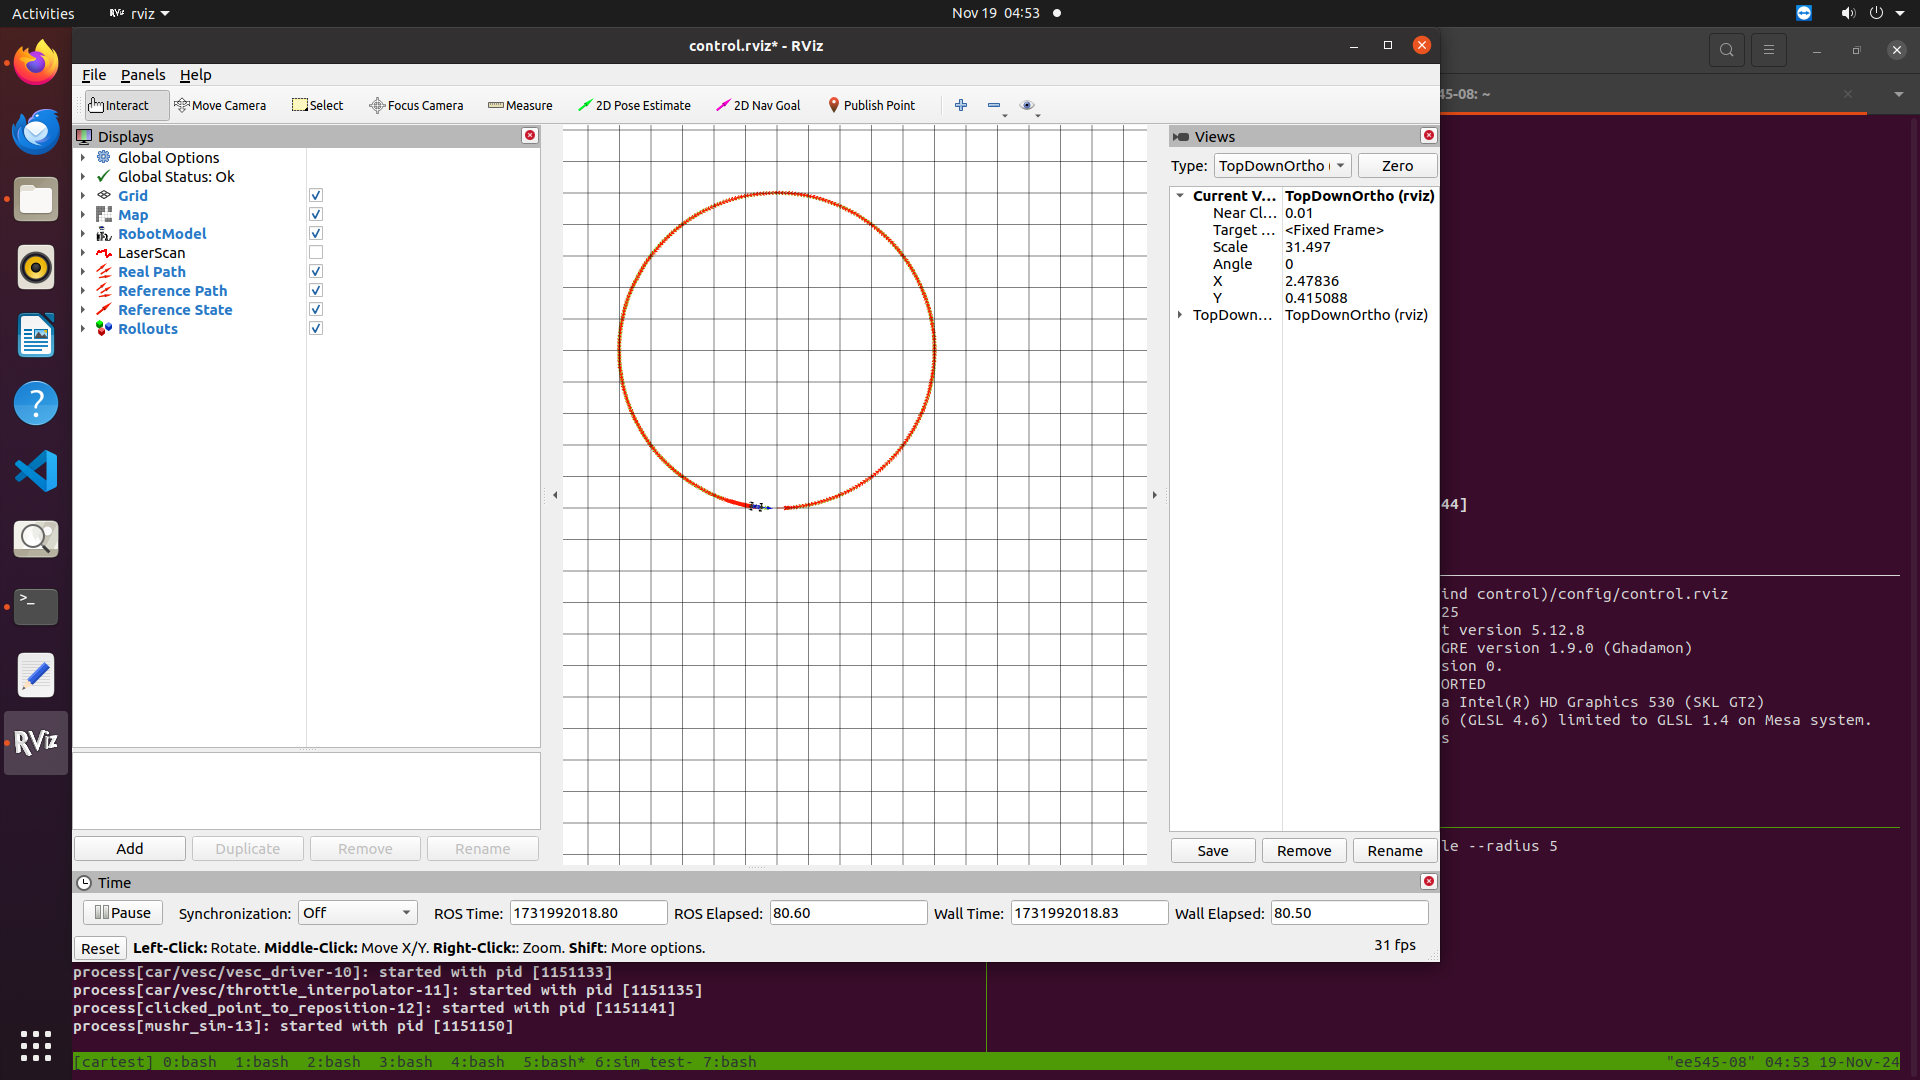 Activities
RViz rviz
Nov 19 04:53
control.rviz* - RViz
File Panels Help
Interact Move Camera Select Focus Camera Measure 2D Pose Estimate 2D Nav Goal Publish Point
Displays
Global Options
Global Status: Ok
Grid
Map
RobotModel
LaserScan
Real Path
Reference Path
Reference State
Rollouts
Add Duplicate Remove Rename
Views
Type: TopDownOrtho ( Zero
Current V... TopDownOrtho (rviz)
Near Cl... 0.01
Target ... <Fixed Frame>
Scale 31.497
Angle 0
X 2.47836
Y 0.415088
TopDown... TopDownOrtho (rviz)
Save Remove Rename
Time
Pause Synchronization: Off ROS Time: 1731992018.80 ROS Elapsed: 80.60 Wall Time: 1731992018.83 Wall Elapsed: 80.50
Reset Left-Click: Rotate. Middle-Click: Move X/Y. Right-Click:: Zoom. Shift: More options. 31 fps
RViz
45-08: ~
44]
ind control)/config/control.rviz
25
t version 5.12.8
GRE version 1.9.0 (Ghadamon)
sion 0.
ORTED
a Intel(R) HD Graphics 530 (SKL GT2)
6 (GLSL 4.6) limited to GLSL 1.4 on Mesa system.
s
le --radius 5
process[car/vesc/vesc_driver-10]: started with pid [1151133]
process[car/vesc/throttle_interpolator-11]: started with pid [1151135]
process[clicked_point_to_reposition-12]: started with pid [1151141]
process[mushr_sim-13]: started with pid [1151150]
[cartest] 0:bash 1:bash 2:bash 3:bash 4:bash 5:bash* 6:sim_test- 7:bash "ee545-08" 04:53 19-Nov-24